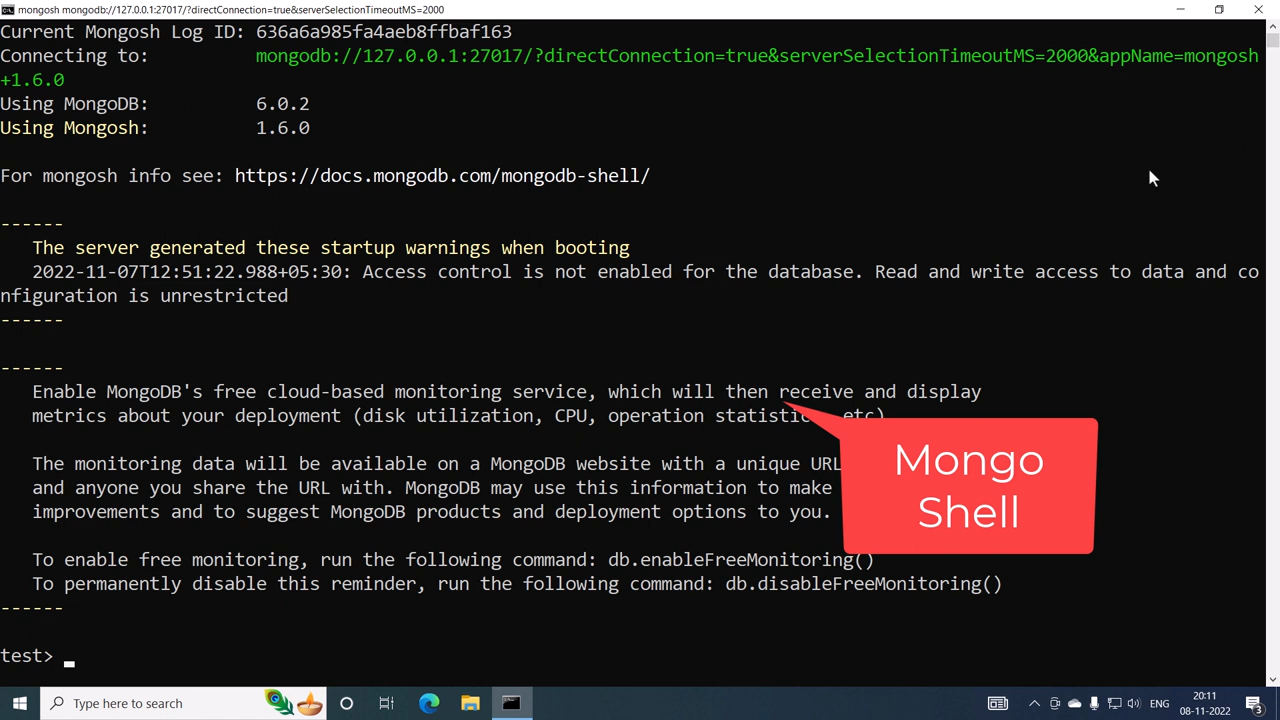 mongosh mongodb://127.0.0.1:27017/?directConnection=true&serverSelectionTimeoutMS=2000
Current Mongosh Log ID: 636a6a985fa4aeb8ffbaf163
Connecting to: mongodb://127.0.0.1:27017/?directConnection=true&serverSelectionTimeoutMS=2000&appName=mongosh
+1.6.0
Using MongoDB: 6.0.2
Using Mongosh: 1.6.0
For mongosh info see: https://docs.mongodb.com/mongodb-shell/
------
The server generated these startup warnings when booting
2022-11-07T12:51:22.988+05:30: Access control is not enabled for the database. Read and write access to data and co
nfiguration is unrestricted
------
------
Enable MongoDB's free cloud-based monitoring service, which will then receive and display
metrics about your deployment (disk utilization, CPU, operation statistics, etc).
The monitoring data will be available on a MongoDB website with a unique URL
and anyone you share the URL with. MongoDB may use this information to make
improvements and to suggest MongoDB products and deployment options to you.
To enable free monitoring, run the following command: db.enableFreeMonitoring()
To permanently disable this reminder, run the following command: db.disableFreeMonitoring()
------
test>
Mongo
Shell
Type here to search
ENG
20:11
08-11-2022
3